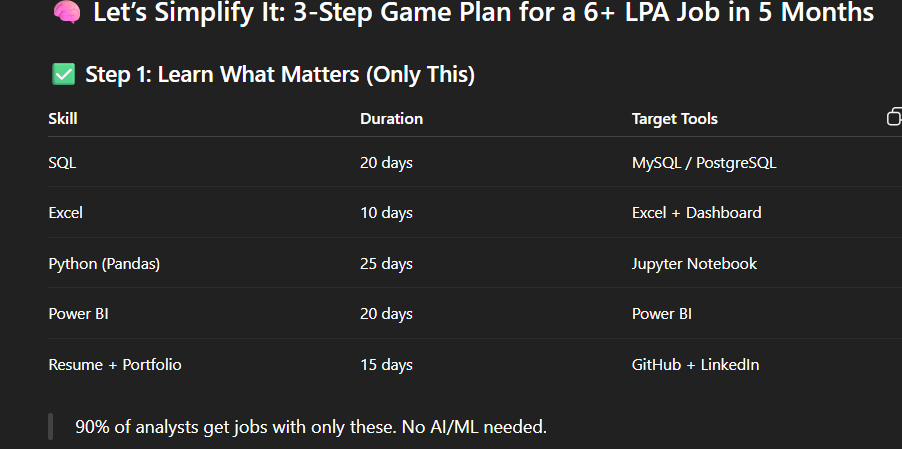 🧠 Let’s Simplify It: 3-Step Game Plan for a 6+ LPA Job in 5 Months
✅ Step 1: Learn What Matters (Only This)
Skill Duration Target Tools
SQL 20 days MySQL / PostgreSQL
Excel 10 days Excel + Dashboard
Python (Pandas) 25 days Jupyter Notebook
Power BI 20 days Power BI
Resume + Portfolio 15 days GitHub + LinkedIn
90% of analysts get jobs with only these. No AI/ML needed.